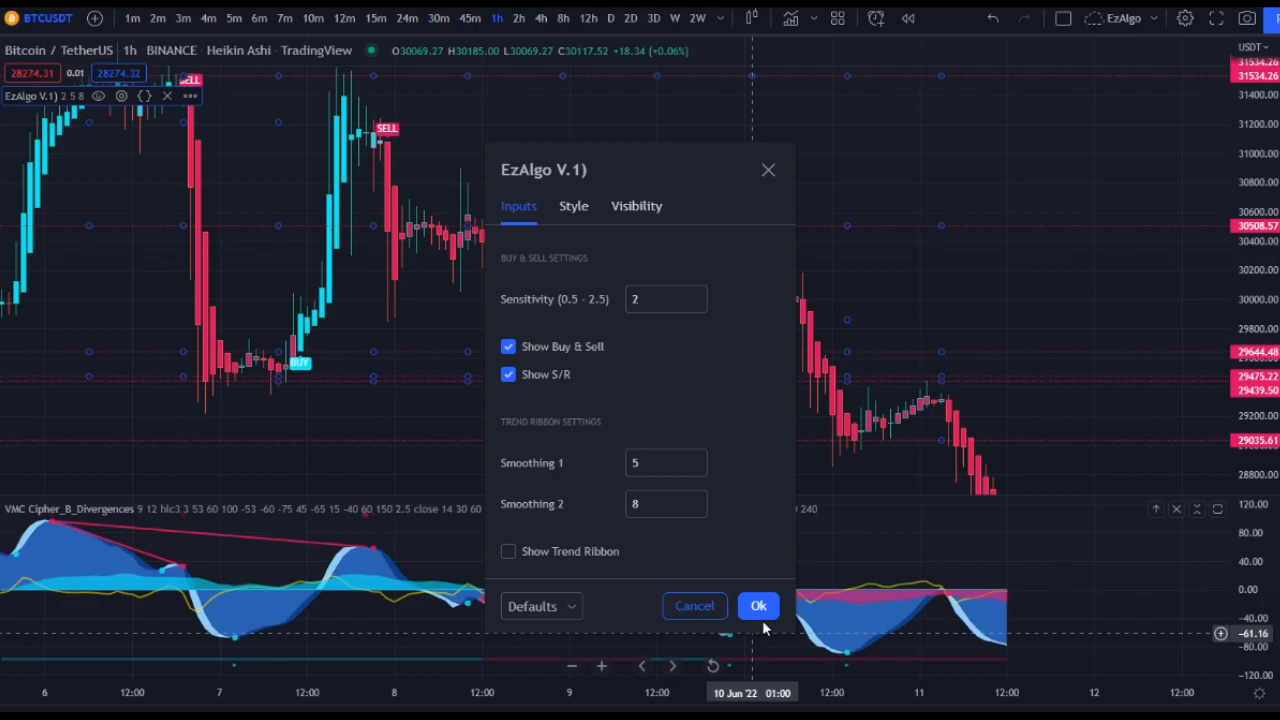 BTCUSDT 1m 2m 3m 4m 5m 6m 7m 10m 12m 15m 24m 30m 45m 1h 2h 4h 8h 12h D 2D 3D W 2W EzAlgo
Bitcoin / TetherUS 1h BINANCE Heikin Ashi TradingView O30069.27 H30185.00 L30069.27 C30117.52 +18.34 (+0.06%) USDT
28274.31 0.01 28274.32
EzAlgo V.1) 2 5 8
SELL
SELL
BUY
31534.26
31534.26
31400.00
31200.00
31000.00
30800.00
30600.00
30508.57
30400.00
30200.00
30000.00
29800.00
29644.48
29475.22
29439.50
29200.00
29035.61
28800.00
EzAlgo V.1)
Inputs Style Visibility
BUY & SELL SETTINGS
Sensitivity (0.5 - 2.5) 2
Show Buy & Sell
Show S/R
TREND RIBBON SETTINGS
Smoothing 1 5
Smoothing 2 8
Show Trend Ribbon
Defaults Cancel Ok
VMC Cipher_B_Divergences 9 12 hlc3 3 53 60 100 -53 -60 -75 45 -65 15 -40 60 150 2.5 close 14 30 60
240
120.00
80.00
40.00
0.00
-40.00
-61.16
-80.00
-120.00
6 12:00 7 12:00 8 12:00 9 12:00 10 Jun '22 01:00 12:00 11 12:00 12 12:00